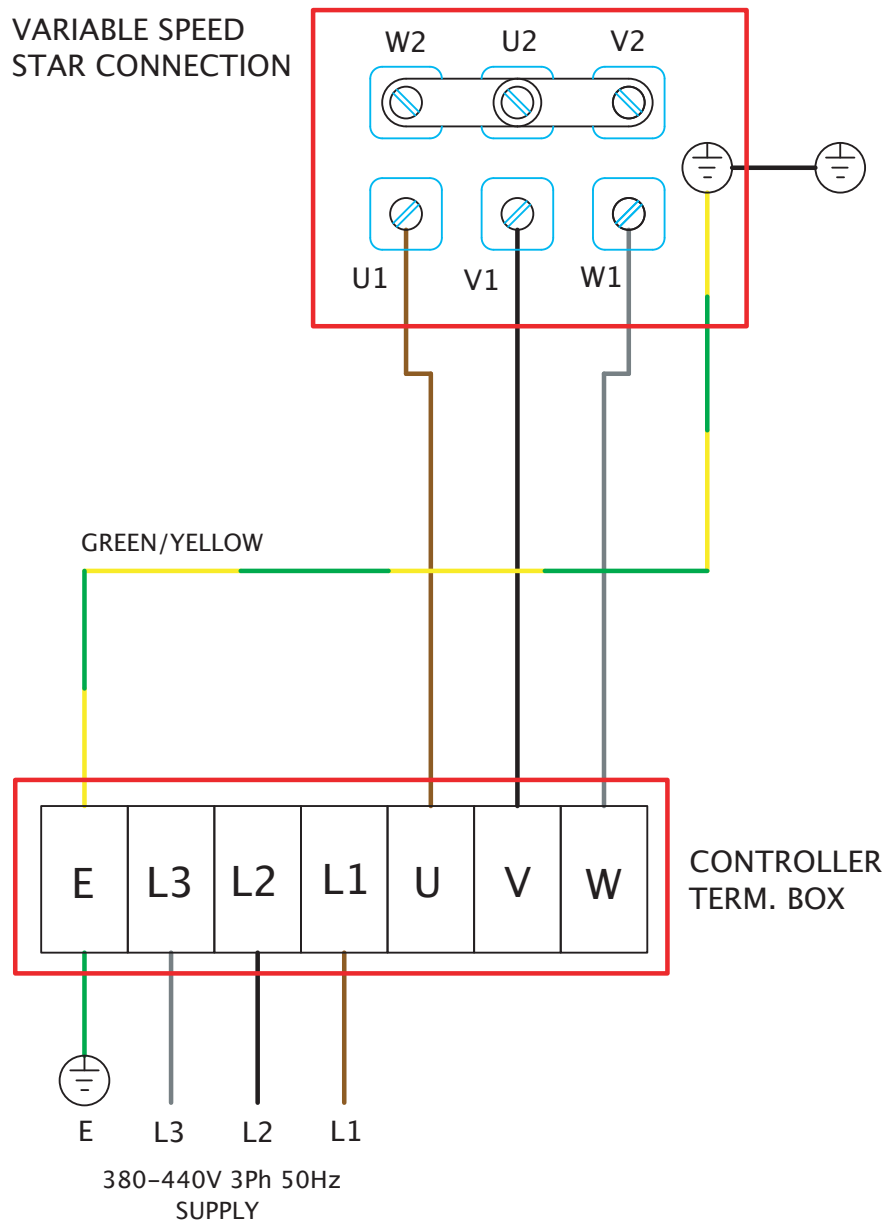 VARIABLE SPEED
STAR CONNECTION
W2 U2 V2
U1 V1 W1
GREEN/YELLOW
E L3 L2 L1 U V W
CONTROLLER
TERM. BOX
E L3 L2 L1
380-440V 3Ph 50Hz
SUPPLY